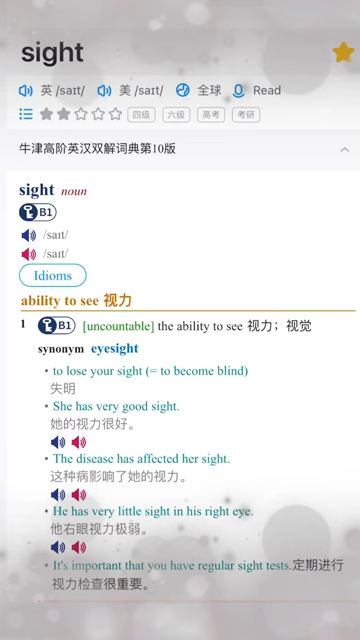 sight
英 /saɪt/ 美 /saɪt/ 全球 Read
四级 六级 高考 考研
牛津高阶英汉双解词典第10版
sight noun
B1
/saɪt/
/saɪt/
Idioms
ability to see 视力
1 B1 [uncountable] the ability to see 视力；视觉
synonym eyesight
• to lose your sight (= to become blind)
失明
• She has very good sight.
她的视力很好。
• The disease has affected her sight.
这种病影响了她的视力。
• He has very little sight in his right eye.
他右眼视力极弱。
• It's important that you have regular sight tests.定期进行
视力检查很重要。